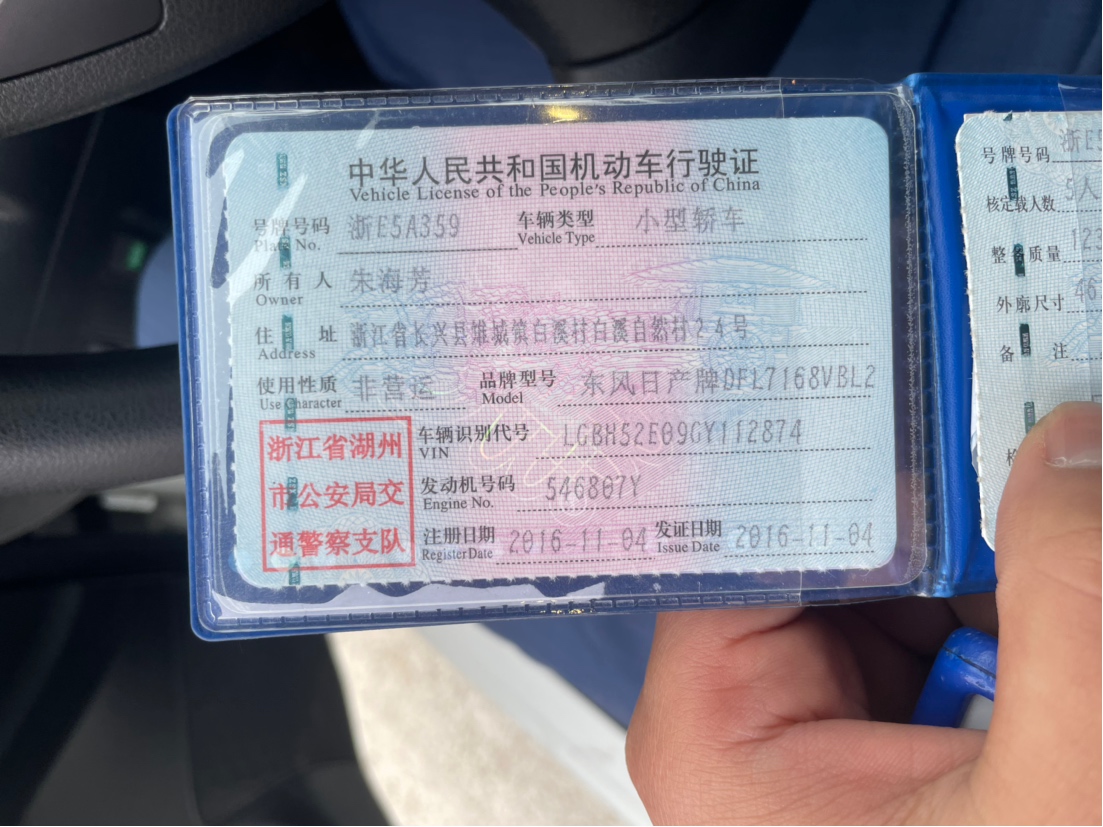 中华人民共和国机动车行驶证
Vehicle License of the People's Republic of China
号牌号码 浙E5A359 车辆类型 小型轿车
Plate No. Vehicle Type
所有人 朱海芳
Owner
住址 浙江省长兴县雉城镇白溪村白溪自然村24号
Address
使用性质 非营运 品牌型号 东风日产牌DFL7168VBL2
Use Character Model
浙江省湖州
市公安局交
通警察支队
车辆识别代号 LGBH52E09GY112874
VIN
发动机号码 546807Y
Engine No.
注册日期 2016-11-04 发证日期 2016-11-04
Register Date Issue Date
号牌号码 浙E5
核定载人数 5人
整备质量 123
外廓尺寸 46
备注